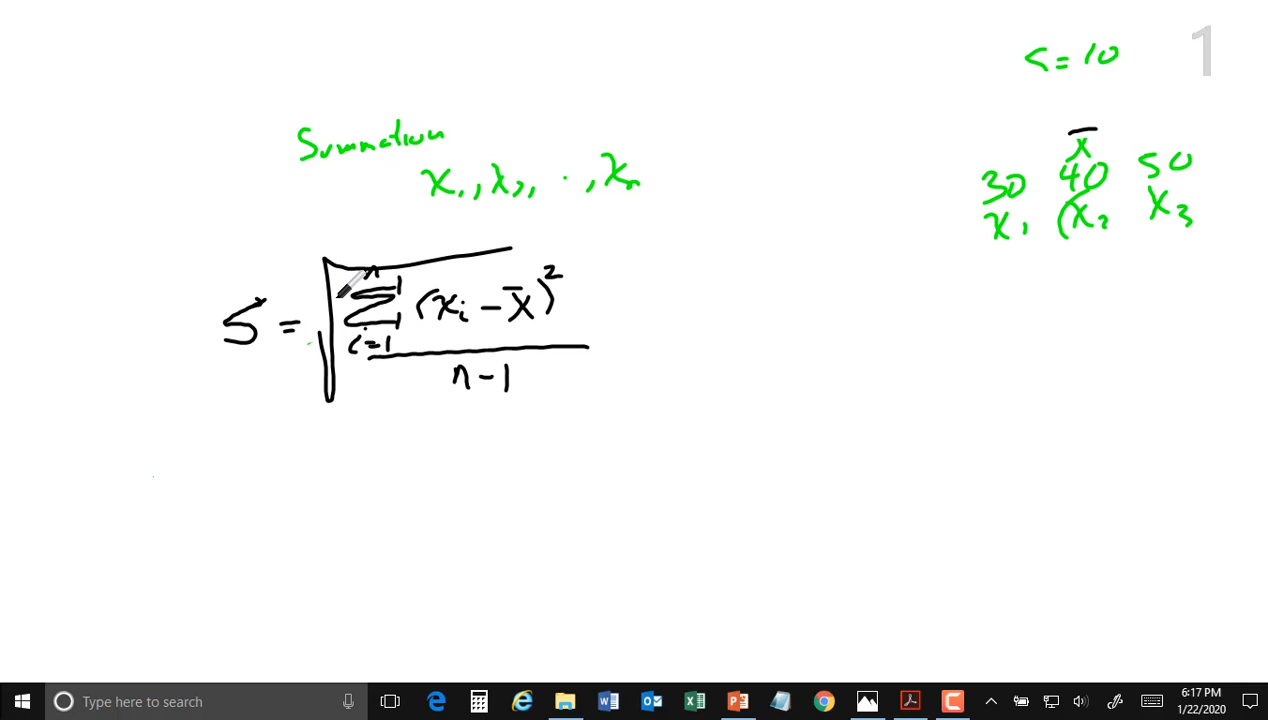 1
s = 10
Summation
x̄
x₁, x₂, ·, xₙ
30 40 50
x₁ (x₂ x₃
n
S = √ Σ (xᵢ - x̄)²
i=1
n - 1
Type here to search
6:17 PM
1/22/2020